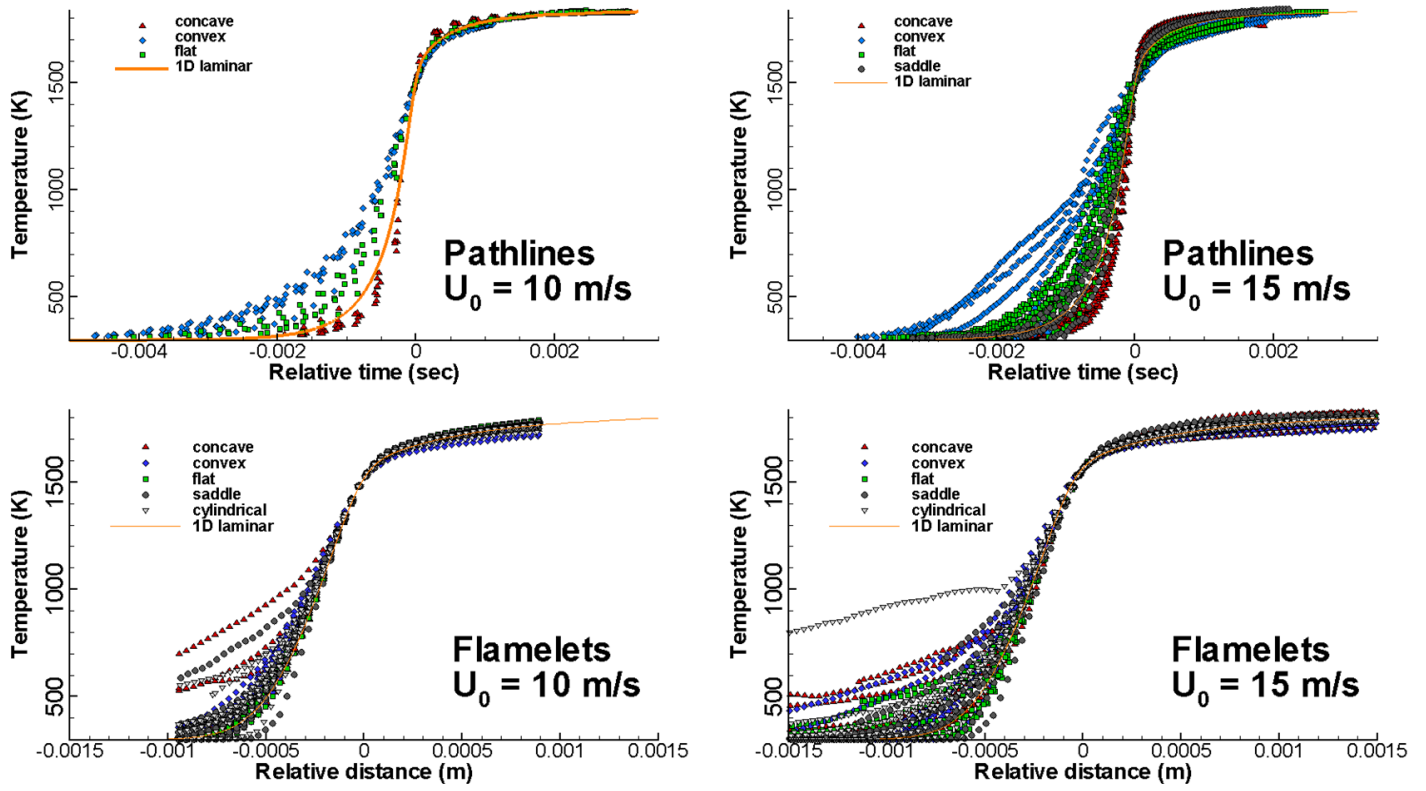 concave
convex
flat
1D laminar
1500
1000
500
Temperature (K)
Pathlines
U0 = 10 m/s
-0.004
-0.002
0
0.002
Relative time (sec)
concave
convex
flat
saddle
1D laminar
1500
1000
500
Temperature (K)
Pathlines
U0 = 15 m/s
-0.004
-0.002
0
0.002
Relative time (sec)
concave
convex
flat
saddle
cylindrical
1D laminar
1500
1000
500
Temperature (K)
Flamelets
U0 = 10 m/s
-0.0015
-0.001
-0.0005
0
0.0005
0.001
0.0015
Relative distance (m)
concave
convex
flat
saddle
cylindrical
1D laminar
1500
1000
500
Temperature (K)
Flamelets
U0 = 15 m/s
-0.0015
-0.001
-0.0005
0
0.0005
0.001
0.0015
Relative distance (m)